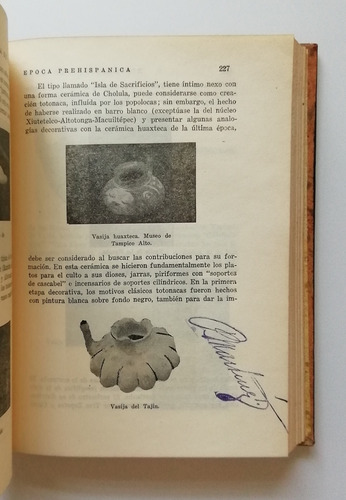 EPOCA PREHISPANICA 227
El tipo llamado "Isla de Sacrificios", tiene íntimo nexo con
una forma cerámica de Cholula, puede considerarse como crea-
ción totonaca, influída por los popolocas; sin embargo, el hecho
de haberse realizado en barro blanco (exceptúase la del núcleo
Xiutetelco-Altotonga-Macuiltépec) y presentar algunas analo-
gías decorativas con la cerámica huaxteca de la última época,
Vasija huaxteca. Museo de
Tampico Alto.
debe ser considerado al buscar las contribuciones para su for-
mación. En esta cerámica se hicieron fundamentalmente los pla-
tos para el culto a sus dioses, jarras, piriformes con "soportes
de cascabel" e incensarios de soportes cilíndricos. En la primera
etapa decorativa, los motivos clásicos totonacas fueron hechos
con pintura blanca sobre fondo negro, también para dar la im-
Vasija del Tajín.